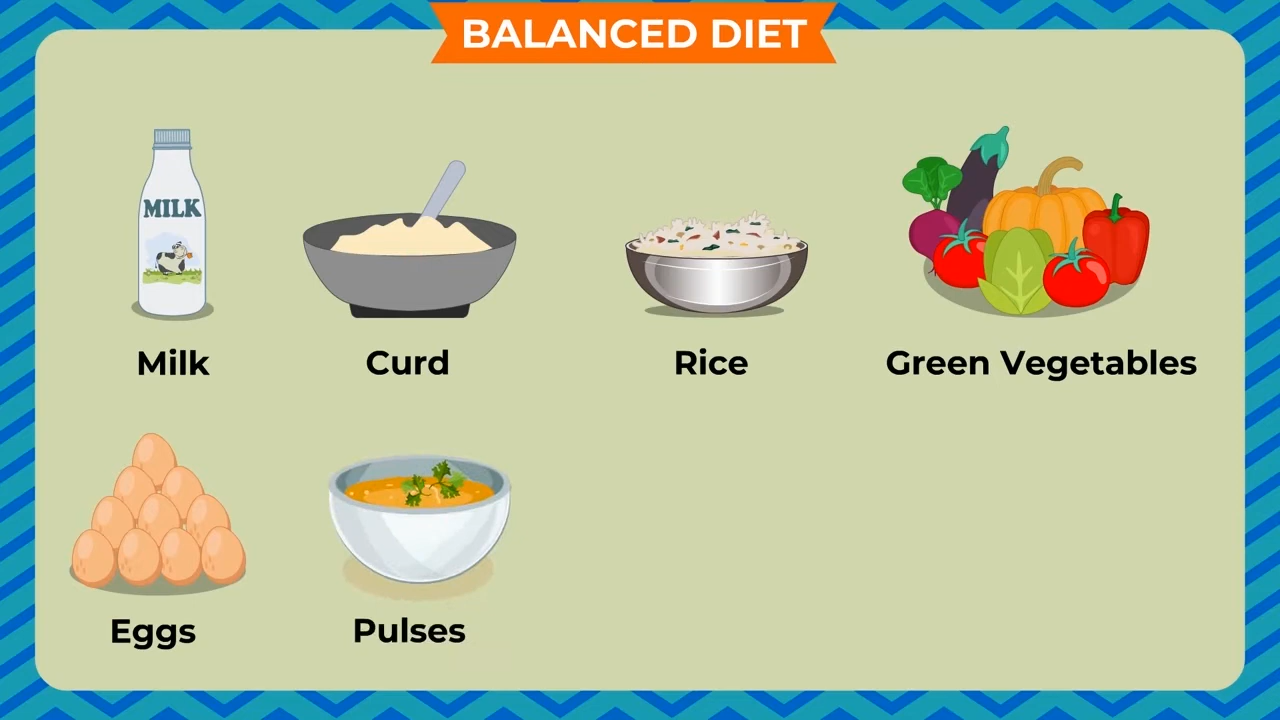 BALANCED DIET
MILK
Milk
Curd
Rice
Green Vegetables
Eggs
Pulses